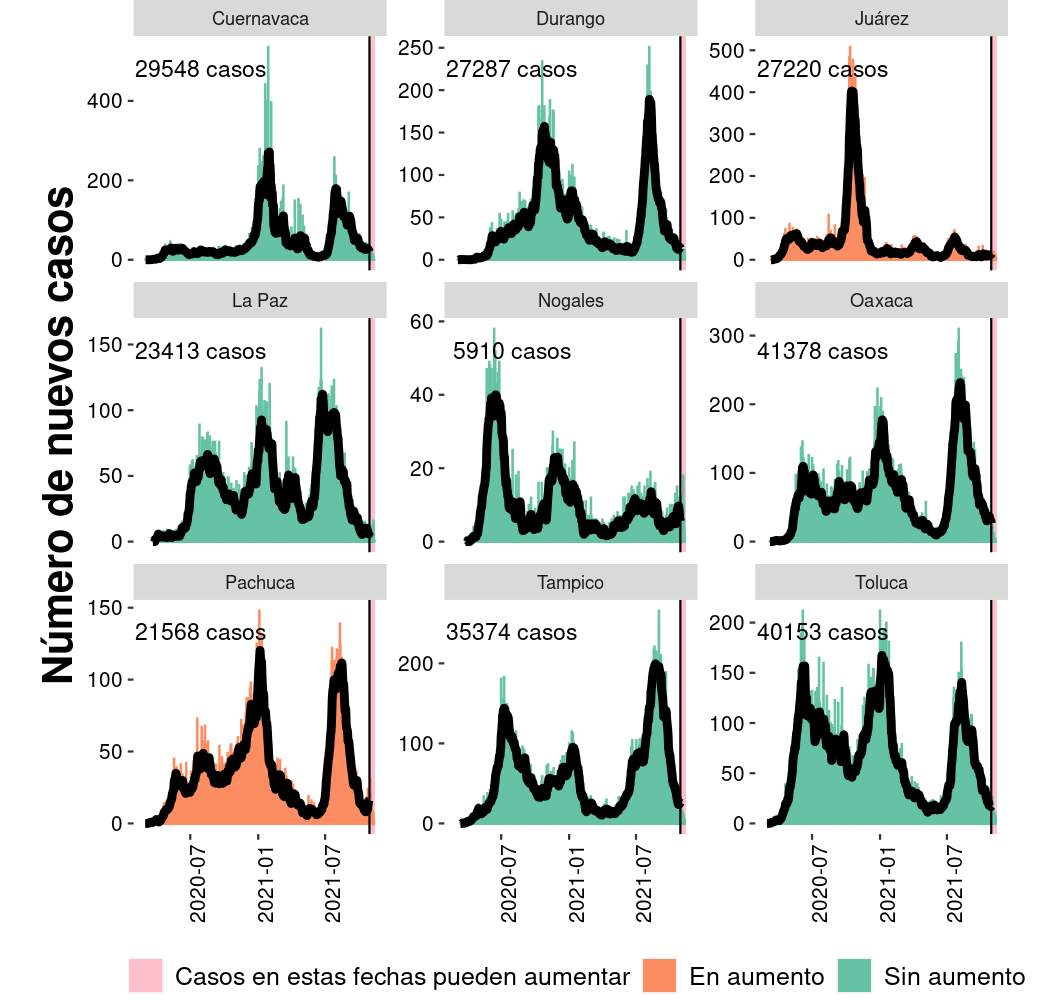 Número de nuevos casos
Cuernavaca
29548 casos
400
200
0
Durango
27287 casos
250
200
150
100
50
0
Juárez
27220 casos
500
400
300
200
100
0
La Paz
23413 casos
150
100
50
0
Nogales
5910 casos
60
40
20
0
Oaxaca
41378 casos
300
200
100
0
Pachuca
21568 casos
150
100
50
0
Tampico
35374 casos
200
100
0
Toluca
40153 casos
200
150
100
50
0
2020-07
2021-01
2021-07
2020-07
2021-01
2021-07
2020-07
2021-01
2021-07
Casos en estas fechas pueden aumentar
En aumento
Sin aumento